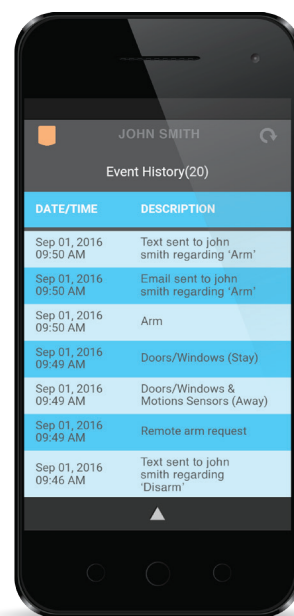 JOHN SMITH
Event History(20)
DATE/TIME DESCRIPTION
Sep 01, 2016 Text sent to john
09:50 AM smith regarding ‘Arm’
Sep 01, 2016 Email sent to john
09:50 AM smith regarding ‘Arm’
Sep 01, 2016
09:50 AM Arm
Sep 01, 2016
09:49 AM Doors/Windows (Stay)
Sep 01, 2016 Doors/Windows &
09:49 AM Motions Sensors (Away)
Sep 01, 2016
09:49 AM Remote arm request
Sep 01, 2016 Text sent to john
09:46 AM smith regarding
‘Disarm’